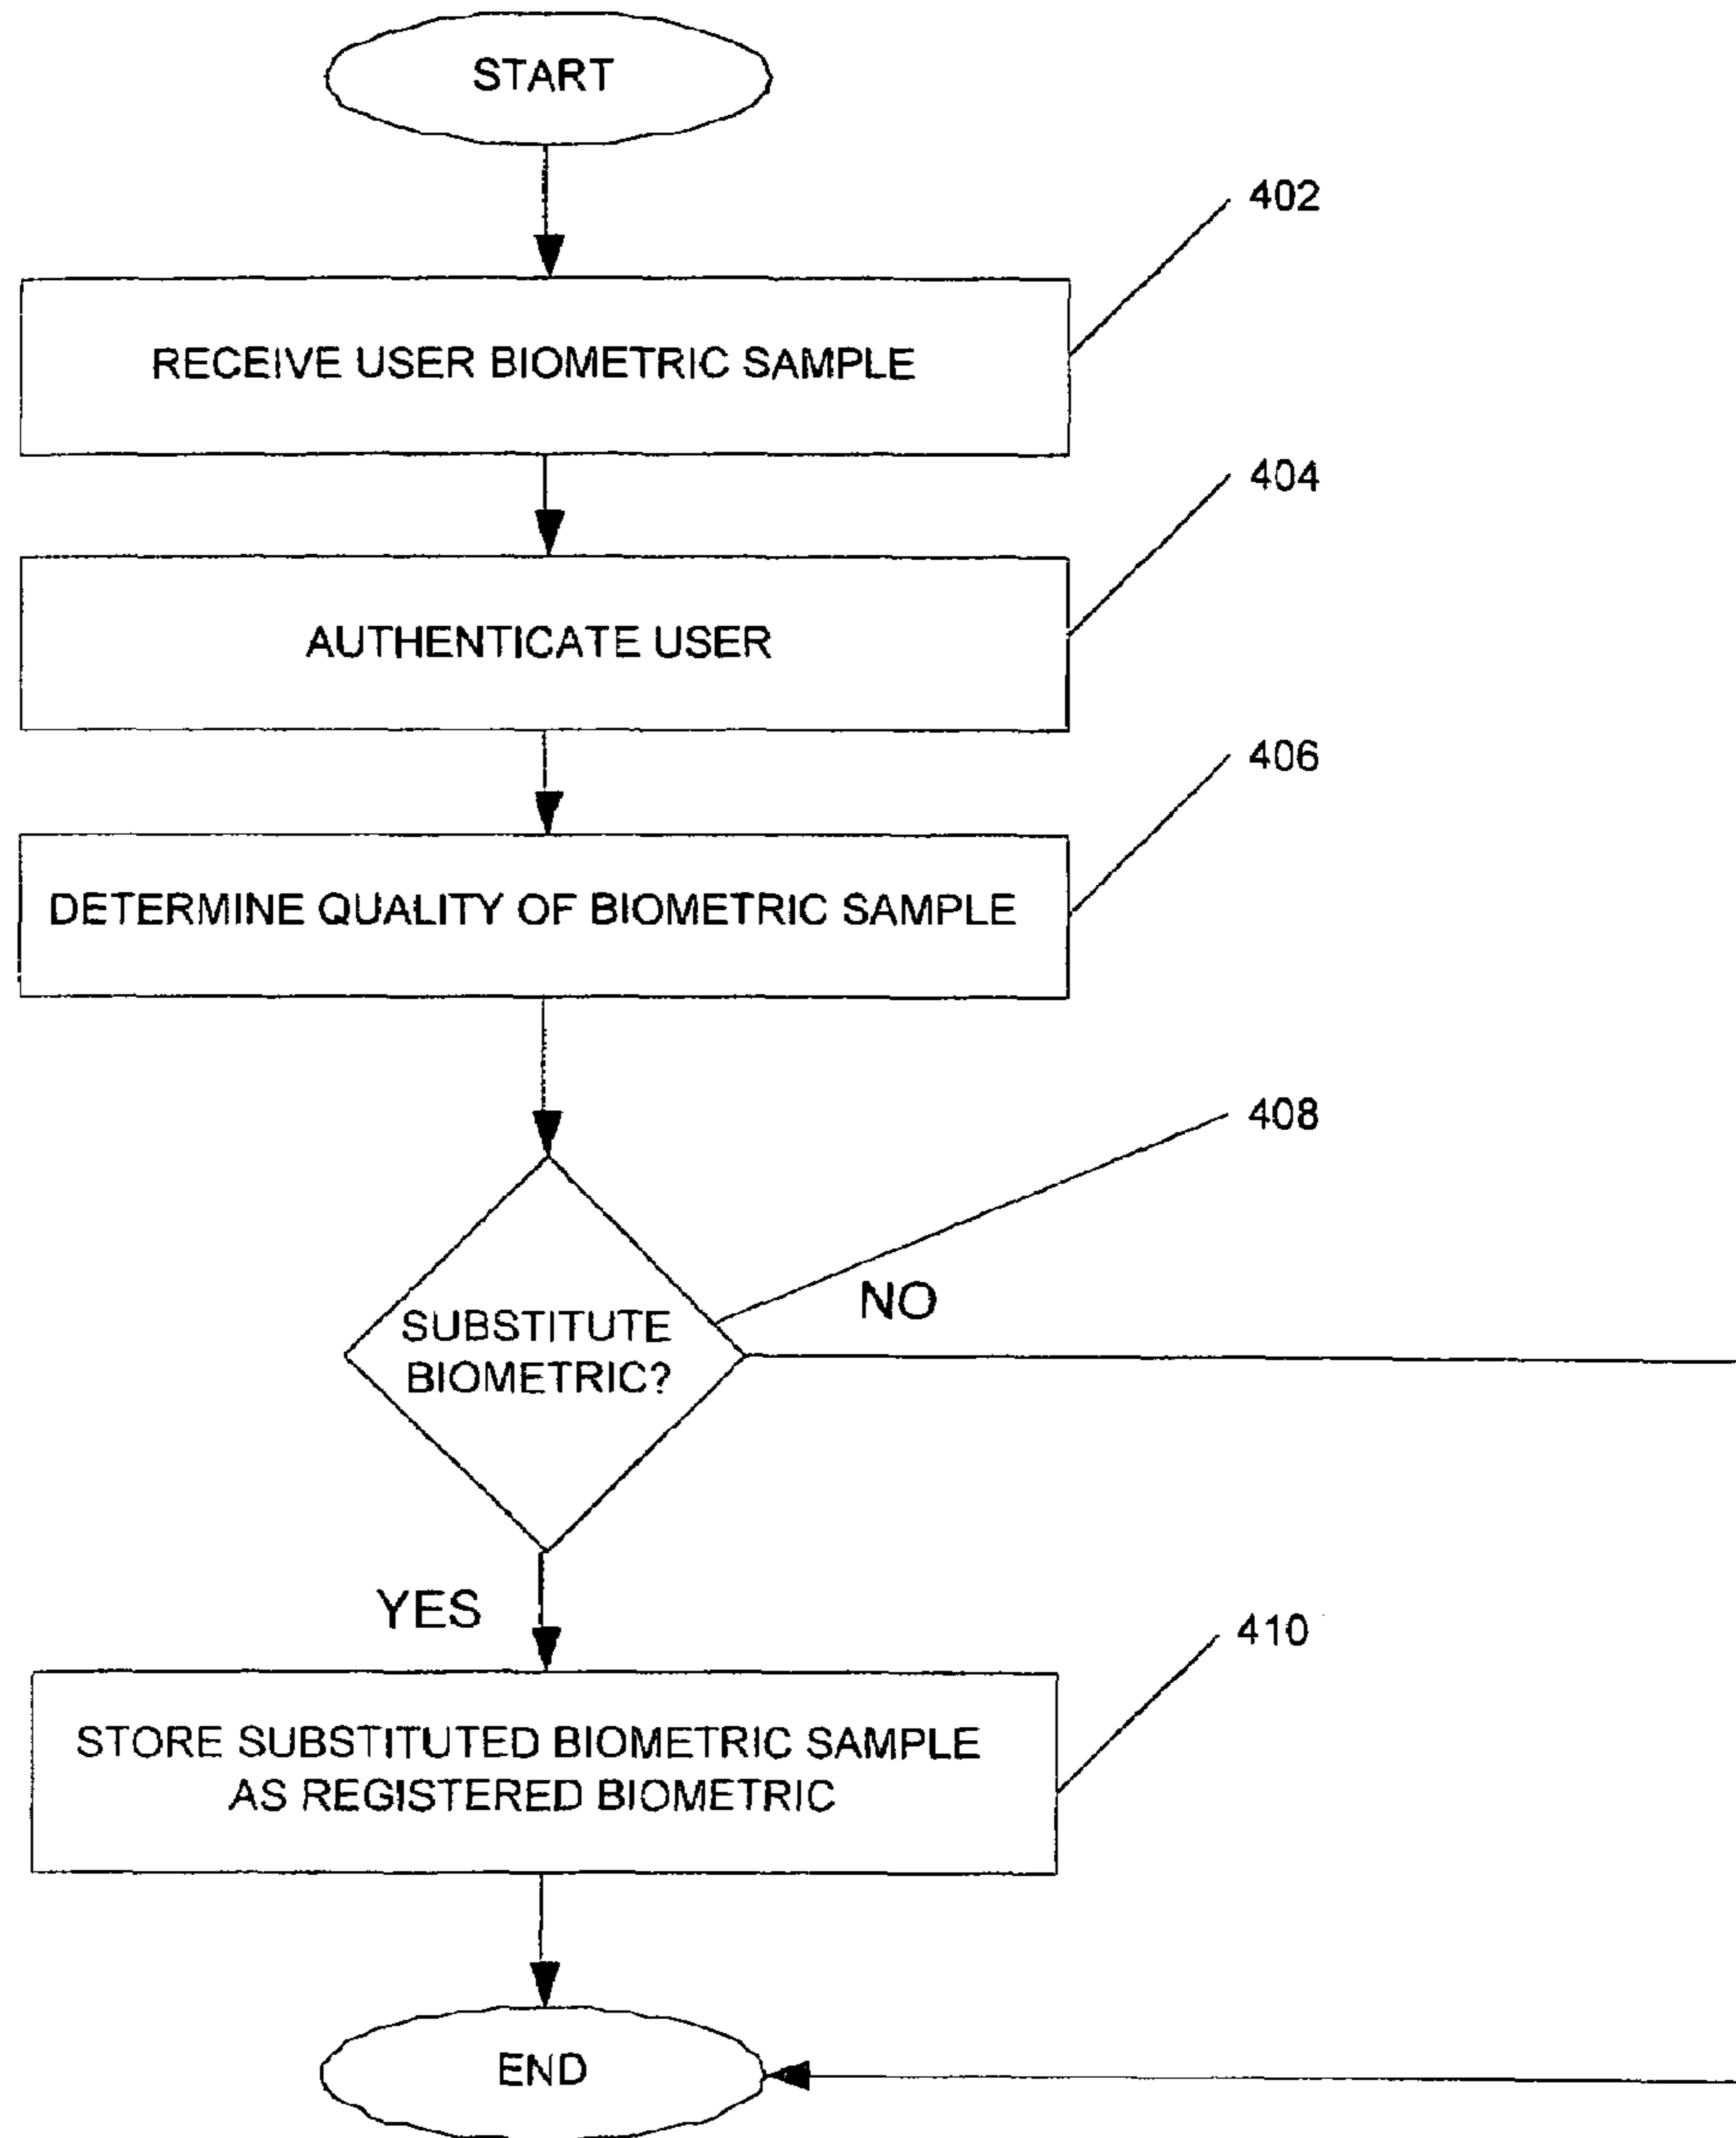 START
402
RECEIVE USER BIOMETRIC SAMPLE
404
AUTHENTICATE USER
406
DETERMINE QUALITY OF BIOMETRIC SAMPLE
408
NO
SUBSTITUTE
BIOMETRIC?
YES
410
STORE SUBSTITUTED BIOMETRIC SAMPLE
AS REGISTERED BIOMETRIC
END